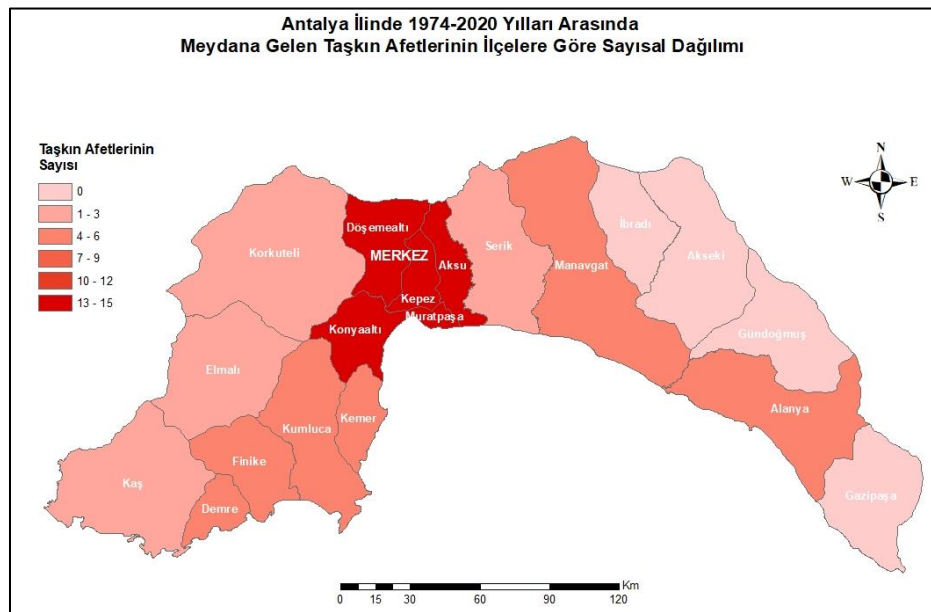 Antalya İlinde 1974-2020 Yılları Arasında
Meydana Gelen Taşkın Afetlerinin İlçelere Göre Sayısal Dağılımı
Taşkın Afetlerinin
Sayısı
0
1 - 3
4 - 6
7 - 9
10 - 12
13 - 15
N
W E
S
Döşemealtı
İbradı
Korkuteli
MERKEZ
Aksu
Serik
Manavgat
Akseki
Kepez
Muratpaşa
Konyaaltı
Gündoğmuş
Elmalı
Alanya
Kemer
Kumluca
Finike
Kaş
Gazipaşa
Demre
Km
0 15 30 60 90 120